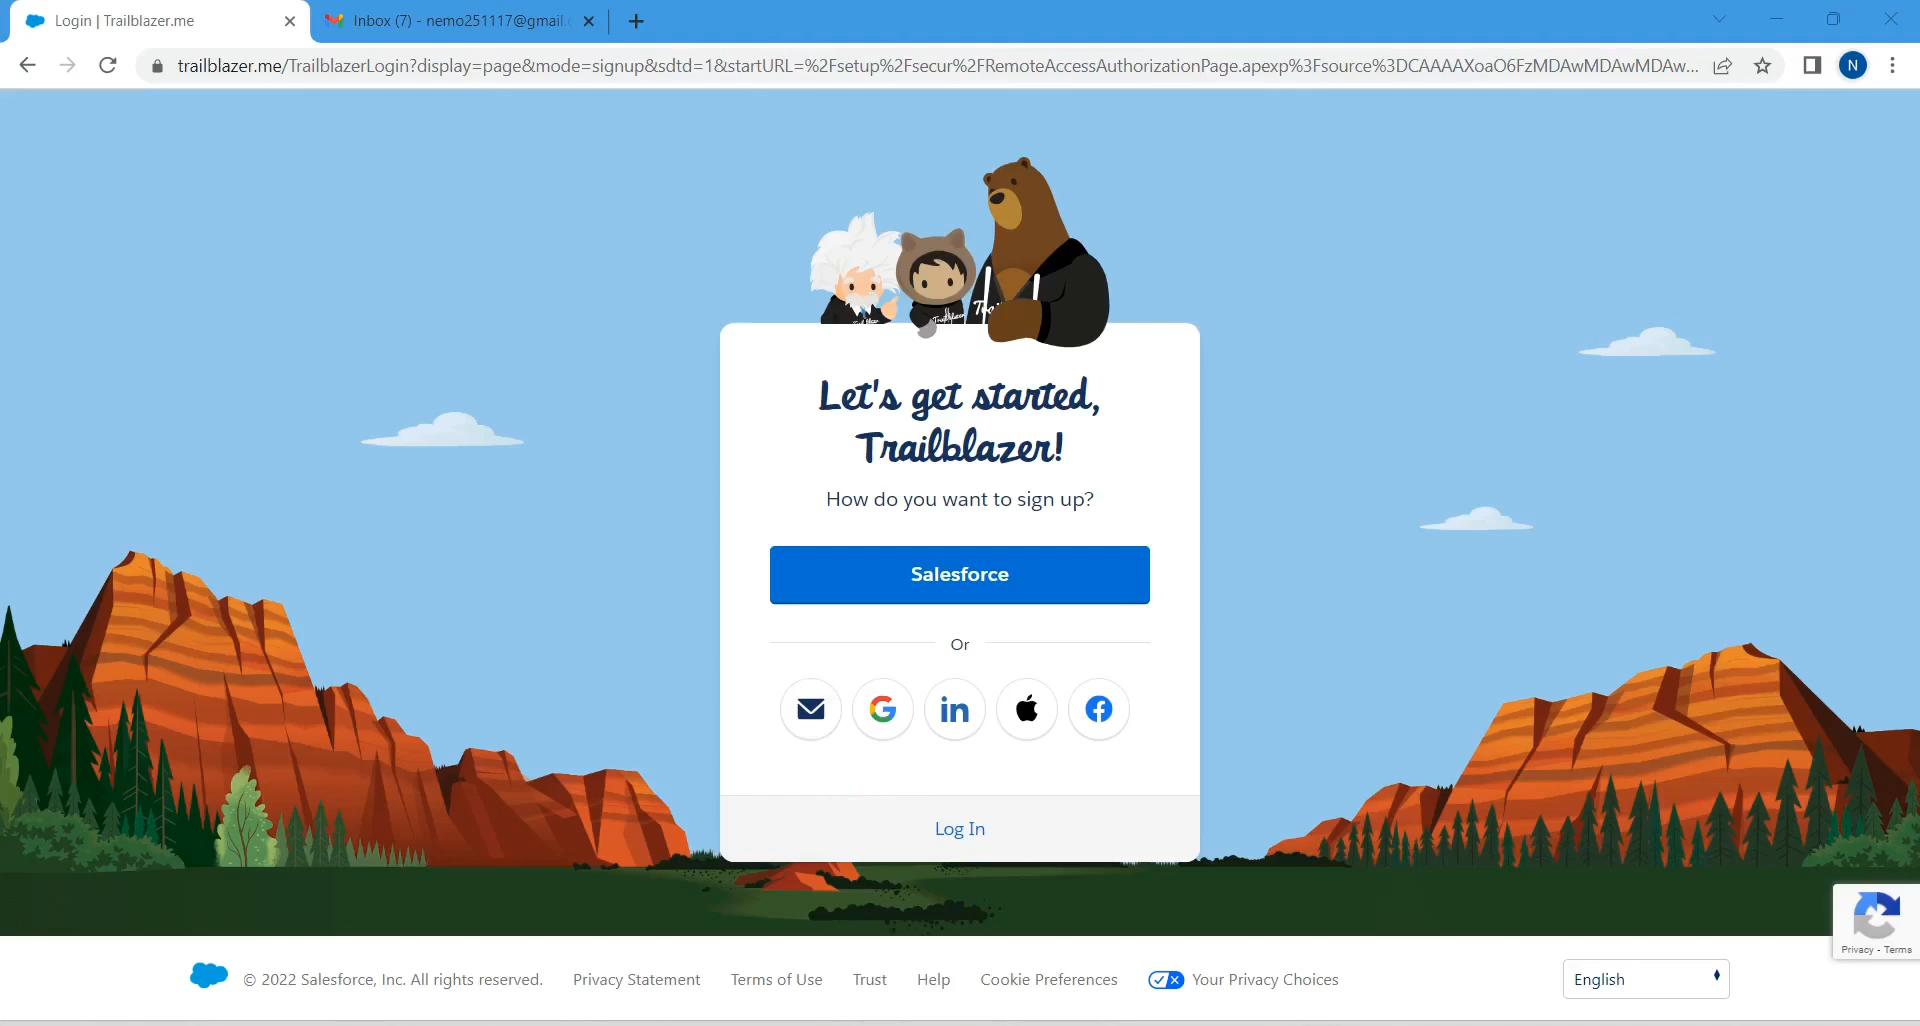 Login | Trailblazer.me
Inbox (7) - nemo251117@gmail.c
trailblazer.me/TrailblazerLogin?display=page&mode=signup&sdtd=1&startURL=%2Fsetup%2Fsecur%2FRemoteAccessAuthorizationPage.apexp%3Fsource%3DCAAAAXoaO6FzMDAwMDAwMDAw...
N
Let's get started,
Trailblazer!
How do you want to sign up?
Salesforce
Or
Log In
Privacy - Terms
© 2022 Salesforce, Inc. All rights reserved. Privacy Statement Terms of Use Trust Help Cookie Preferences Your Privacy Choices English